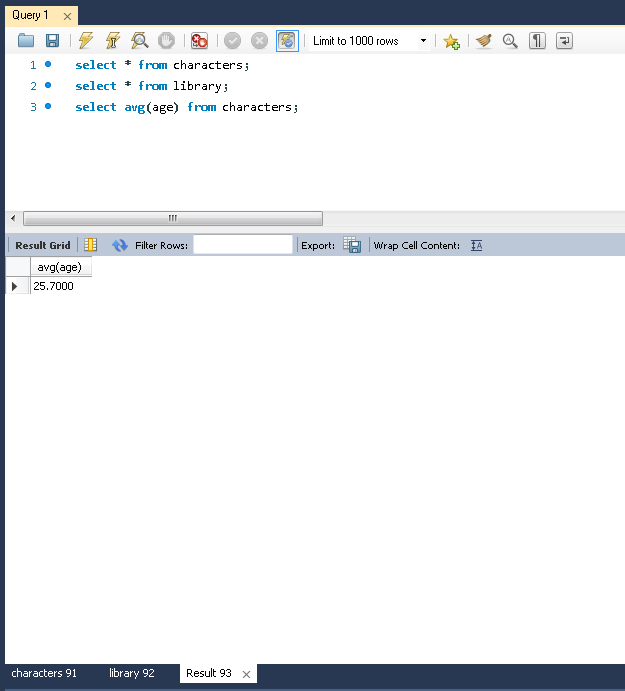 Query 1
Limit to 1000 rows
1 select * from characters;
2 select * from library;
3 select avg(age) from characters;
Result Grid Filter Rows: Export: Wrap Cell Content:
avg(age)
25.7000
characters 91 library 92 Result 93